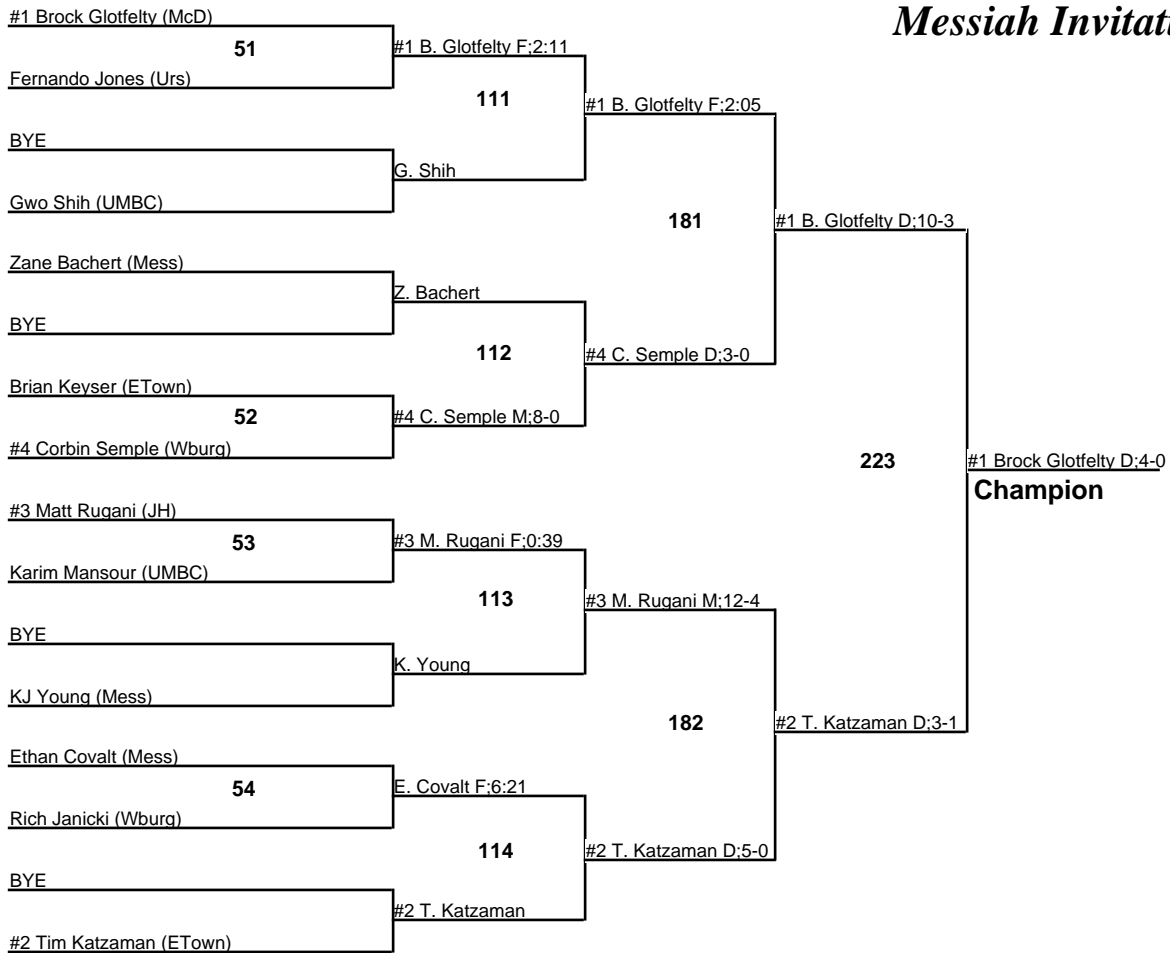 #1 Brock Glotfelty (McD)
Messiah
51
#1 B. Glotfelty F;2:11
Fernando Jones (Urs)
111
#1 B. Glotfelty F;2:05
BYE
G. Shih
Gwo Shih (UMBC)
181
#1 B. Glotfelty D;10-3
Zane Bachert (Mess)
Z. Bachert
BYE
112
#4 C. Semple D;3-0
Brian Keyser (ETown)
52
#4 C. Semple M;8-0
#4 Corbin Semple (Wburg)
223
#1 Brock Glotfelty D;4-0
Champion
#3 Matt Rugani (JH)
53
#3 M. Rugani F;0:39
Karim Mansour (UMBC)
113
#3 M. Rugani M;12-4
BYE
K. Young
KJ Young (Mess)
182
#2 T. Katzaman D;3-1
Ethan Covalt (Mess)
54
E. Covalt F;6:21
Rich Janicki (Wburg)
114
#2 T. Katzaman D;5-0
BYE
#2 T. Katzaman
#2 Tim Katzaman (ETown)